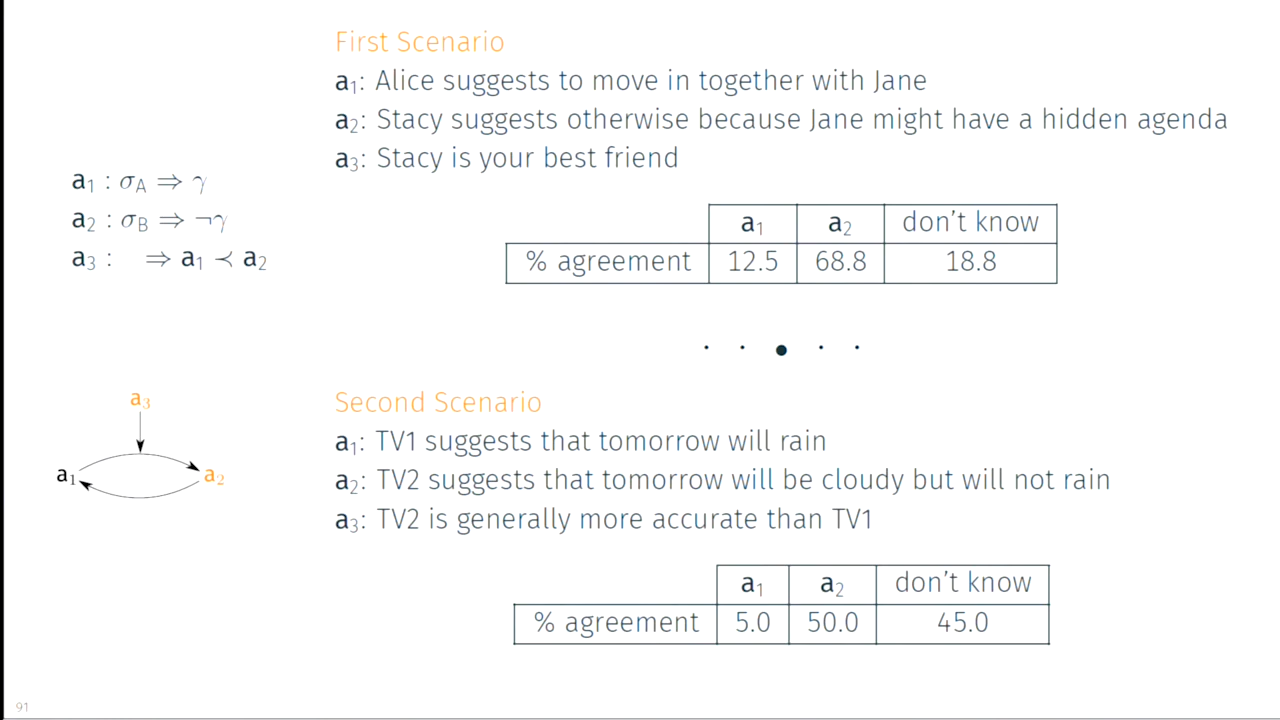 First Scenario
a₁: Alice suggests to move in together with Jane
a₂: Stacy suggests otherwise because Jane might have a hidden agenda
a₃: Stacy is your best friend
a₁ : σA ⇒ γ
a₂ : σB ⇒ ¬γ
a₃ : ⇒ a₁ ≺ a₂
a₁ a₂ don't know
% agreement 12.5 68.8 18.8
a₃
a₁ a₂
Second Scenario
a₁: TV1 suggests that tomorrow will rain
a₂: TV2 suggests that tomorrow will be cloudy but will not rain
a₃: TV2 is generally more accurate than TV1
a₁ a₂ don't know
% agreement 5.0 50.0 45.0
91